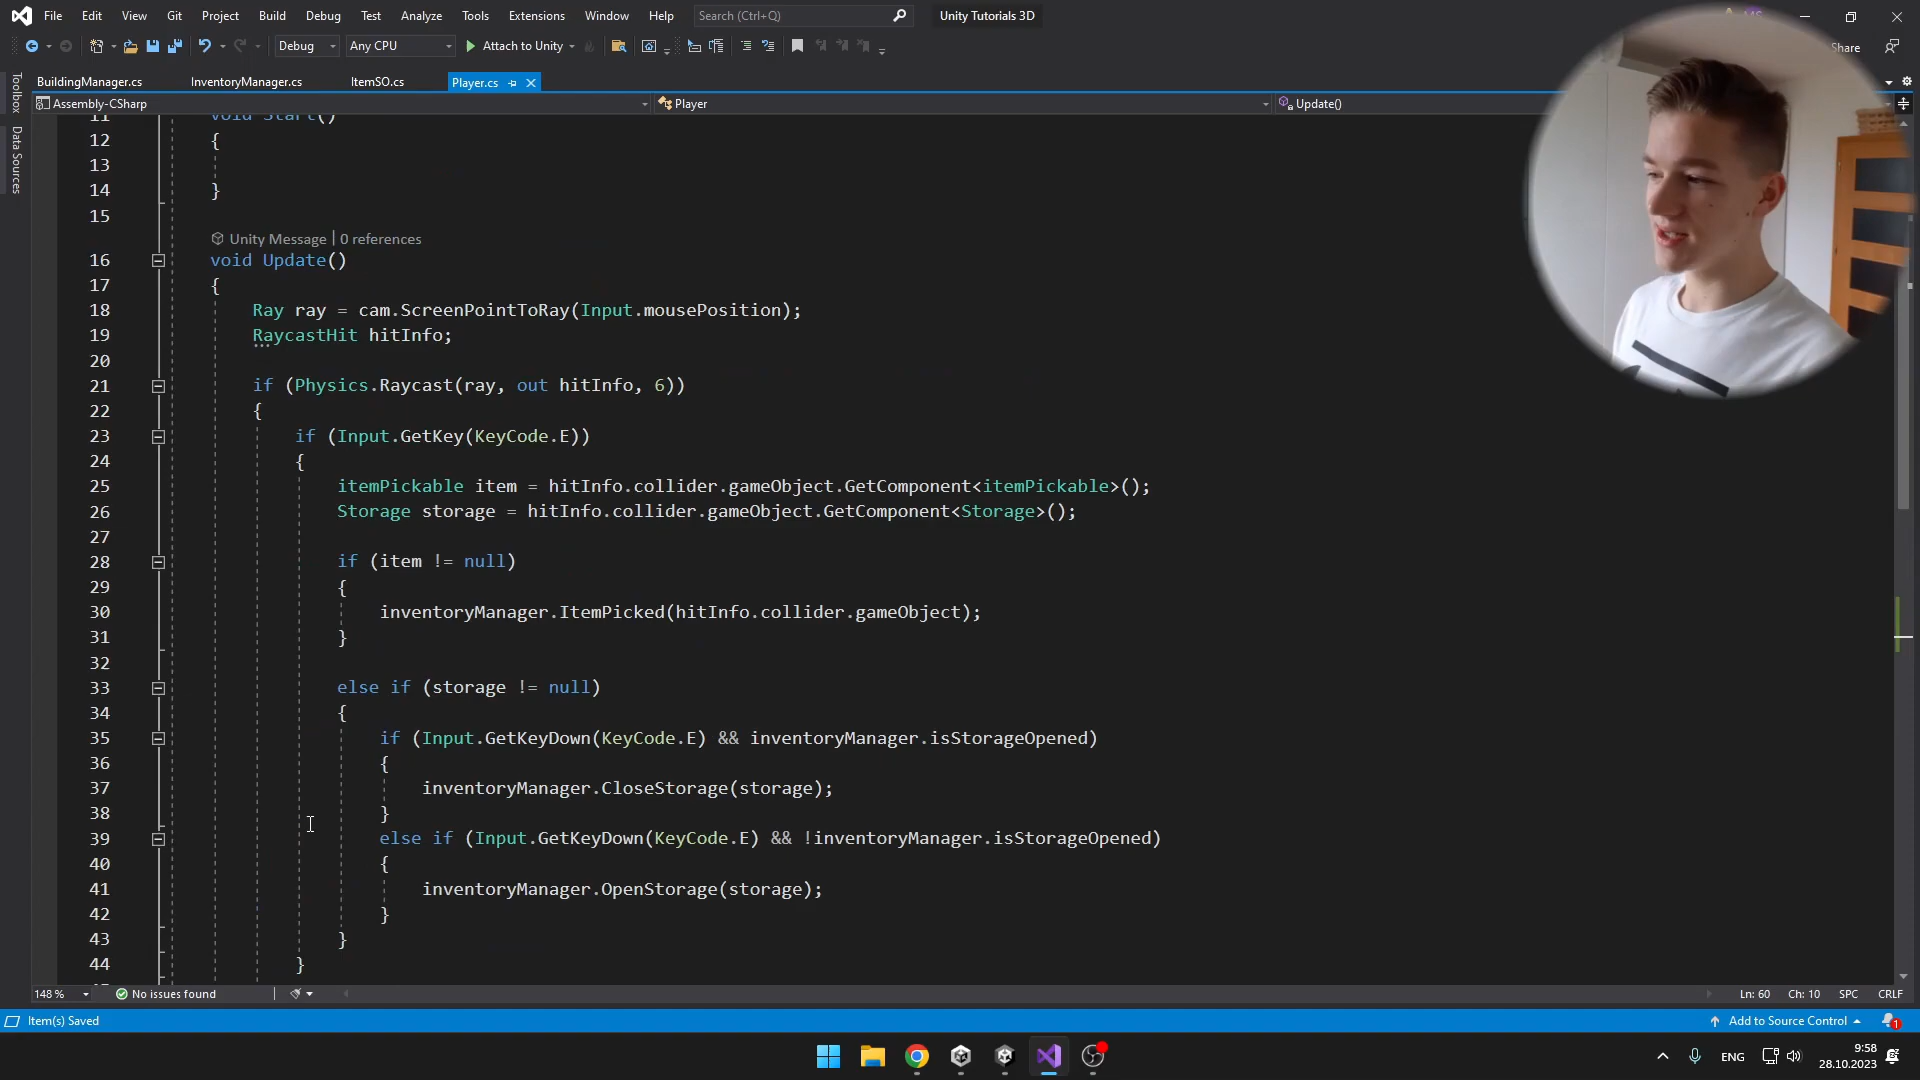 File Edit View Git Project Build Debug Test Analyze Tools Extensions Window Help Search (Ctrl+Q) Unity Tutorials 3D
Debug Any CPU Attach to Unity Share
BuildingManager.cs InventoryManager.cs ItemSO.cs Player.cs
Assembly-CSharp Player Update()
Toolbox
Data Sources
11 void Start()
12 {
13
14 }
15
Unity Message | 0 references
16 void Update()
17 {
18 Ray ray = cam.ScreenPointToRay(Input.mousePosition);
19 RaycastHit hitInfo;
20
21 if (Physics.Raycast(ray, out hitInfo, 6))
22 {
23 if (Input.GetKey(KeyCode.E))
24 {
25 itemPickable item = hitInfo.collider.gameObject.GetComponent<itemPickable>();
26 Storage storage = hitInfo.collider.gameObject.GetComponent<Storage>();
27
28 if (item != null)
29 {
30 inventoryManager.ItemPicked(hitInfo.collider.gameObject);
31 }
32
33 else if (storage != null)
34 {
35 if (Input.GetKeyDown(KeyCode.E) && inventoryManager.isStorageOpened)
36 {
37 inventoryManager.CloseStorage(storage);
38 }
39 else if (Input.GetKeyDown(KeyCode.E) && !inventoryManager.isStorageOpened)
40 {
41 inventoryManager.OpenStorage(storage);
42 }
43 }
44 }
148 % No issues found Ln: 60 Ch: 10 SPC CRLF
Item(s) Saved Add to Source Control 1
ENG 9:58
28.10.2023